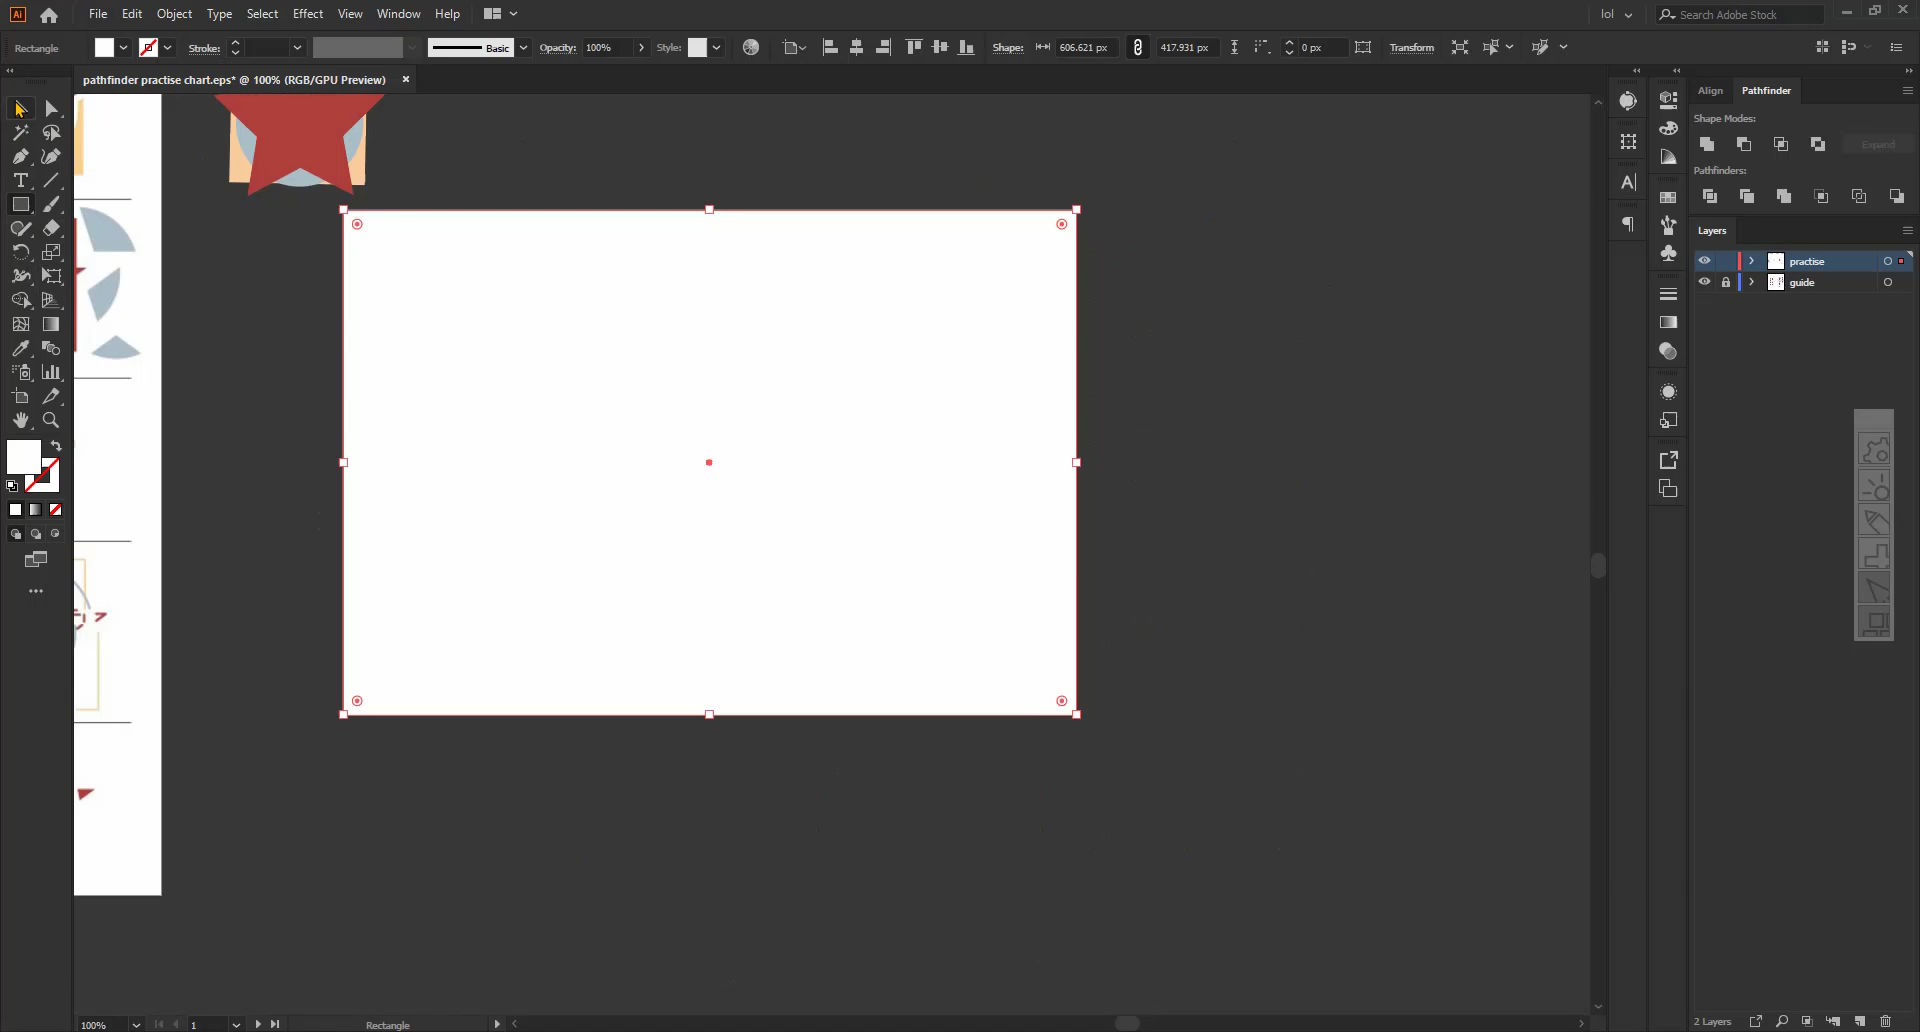 Ai File Edit Object Type Select Effect View Window Help lol Search Adobe Stock
Rectangle Stroke: Basic Opacity: 100% Style: Shape: 606.621 px 417.931 px 0 px Transform
pathfinder practise chart.eps* @ 100% (RGB/GPU Preview) ×
Align Pathfinder
Shape Modes:
Expand
Pathfinders:
Layers
practise
guide
2 Layers
100% 1 Rectangle